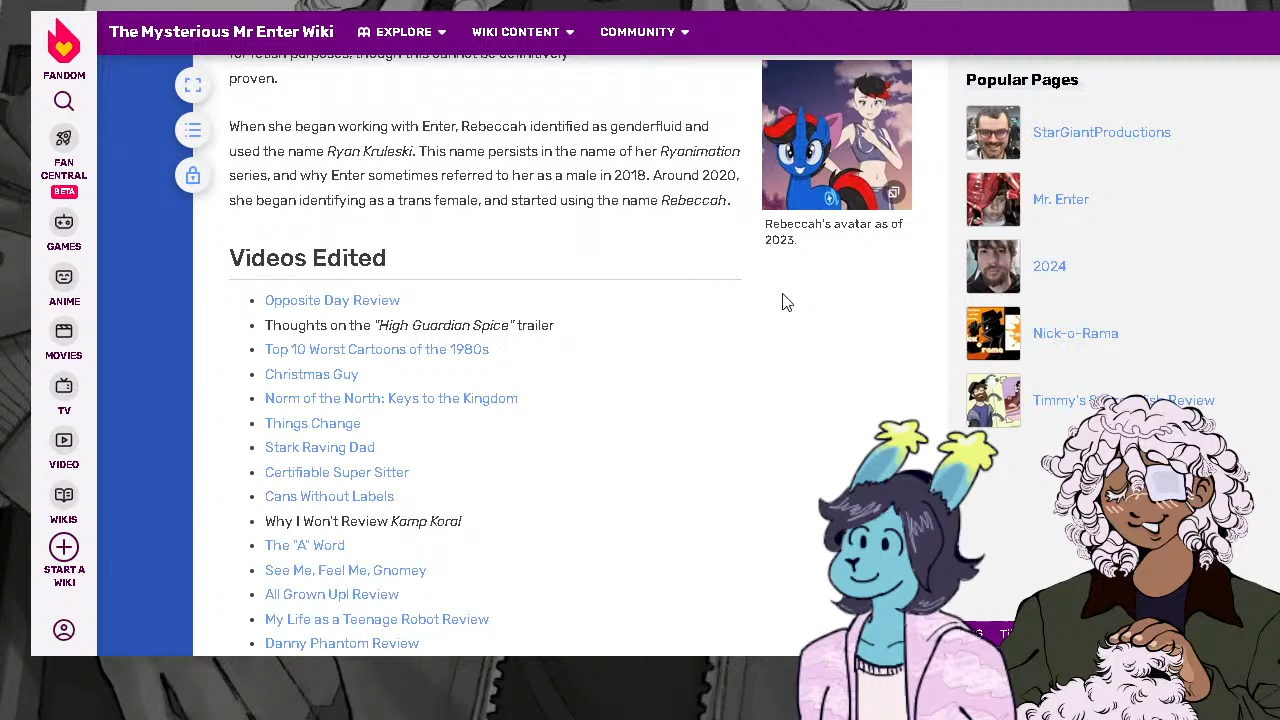 The Mysterious Mr Enter Wiki
EXPLORE
WIKI CONTENT
COMMUNITY
FANDOM
FAN
CENTRAL
BETA
GAMES
ANIME
MOVIES
TV
VIDEO
WIKIS
START A
WIKI
for fetish purposes, though this cannot be definitively
proven.
When she began working with Enter, Rebeccah identified as genderfluid and
used the name Ryan Kruleski. This name persists in the name of her Ryanimation
series, and why Enter sometimes referred to her as a male in 2018. Around 2020,
she began identifying as a trans female, and started using the name Rebeccah.
Rebeccah's avatar as of
2023.
Videos Edited
Opposite Day Review
Thoughts on the "High Guardian Spice" trailer
Top 10 Worst Cartoons of the 1980s
Christmas Guy
Norm of the North: Keys to the Kingdom
Things Change
Stark Raving Dad
Certifiable Super Sitter
Cans Without Labels
Why I Won't Review Kamp Koral
The "A" Word
See Me, Feel Me, Gnomey
All Grown Up! Review
My Life as a Teenage Robot Review
Danny Phantom Review
Popular Pages
StarGiantProductions
Mr. Enter
2024
Nick-o-Rama
Timmy's Review